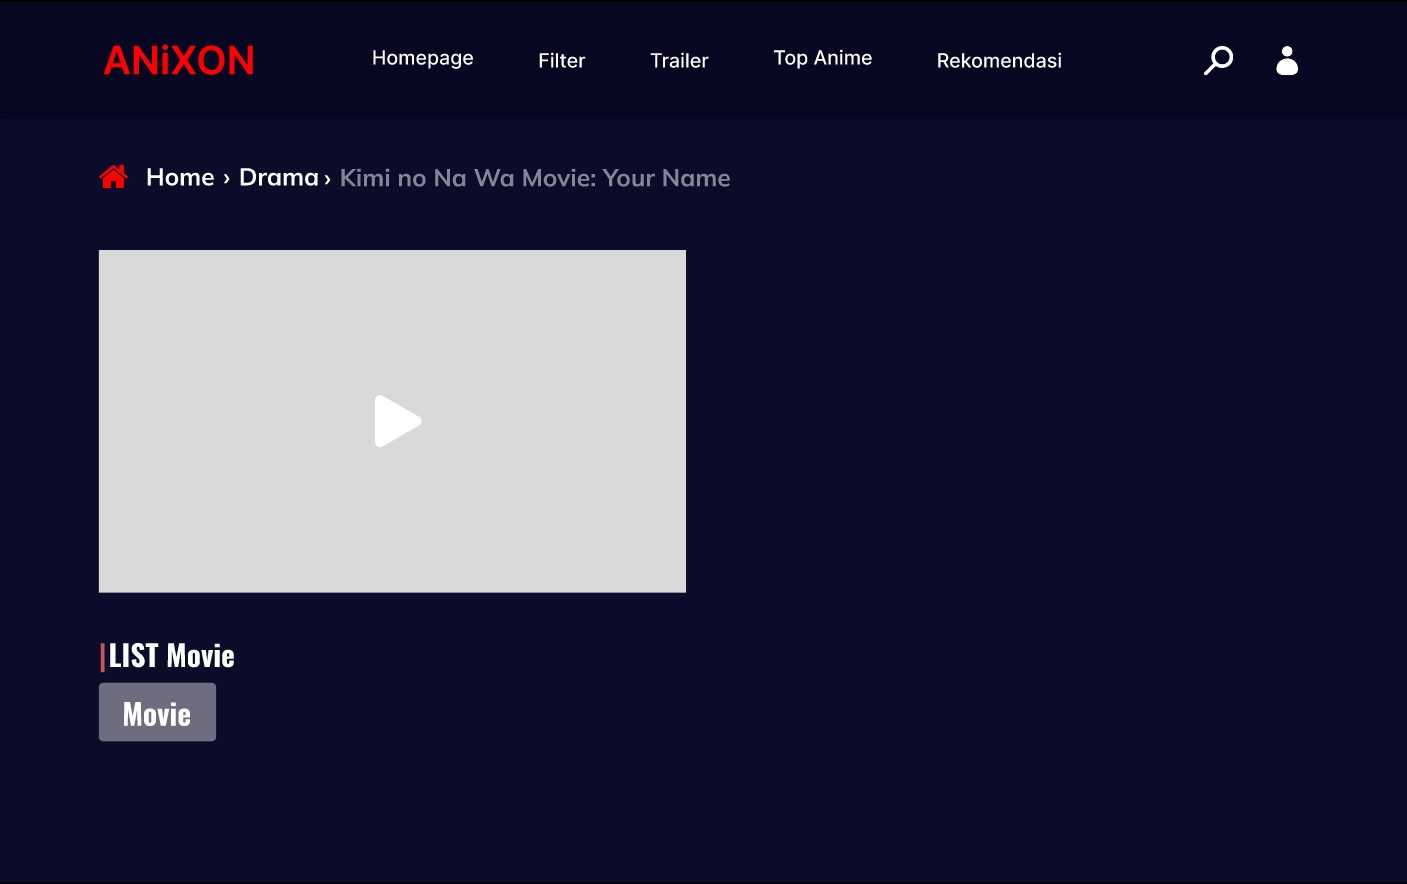 ANiXON Homepage Filter Trailer Top Anime Rekomendasi
Home › Drama › Kimi no Na Wa Movie: Your Name
LIST Movie
Movie